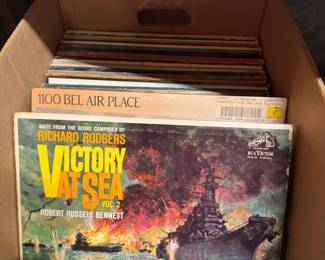 1100 BEL AIR PLACE
SUITE FROM THE SCORE COMPOSED BY
RICHARD RODGERS
VICTORY
AT SEA
VOL. 2
ROBERT RUSSELL BENNETT
RCA VICTOR